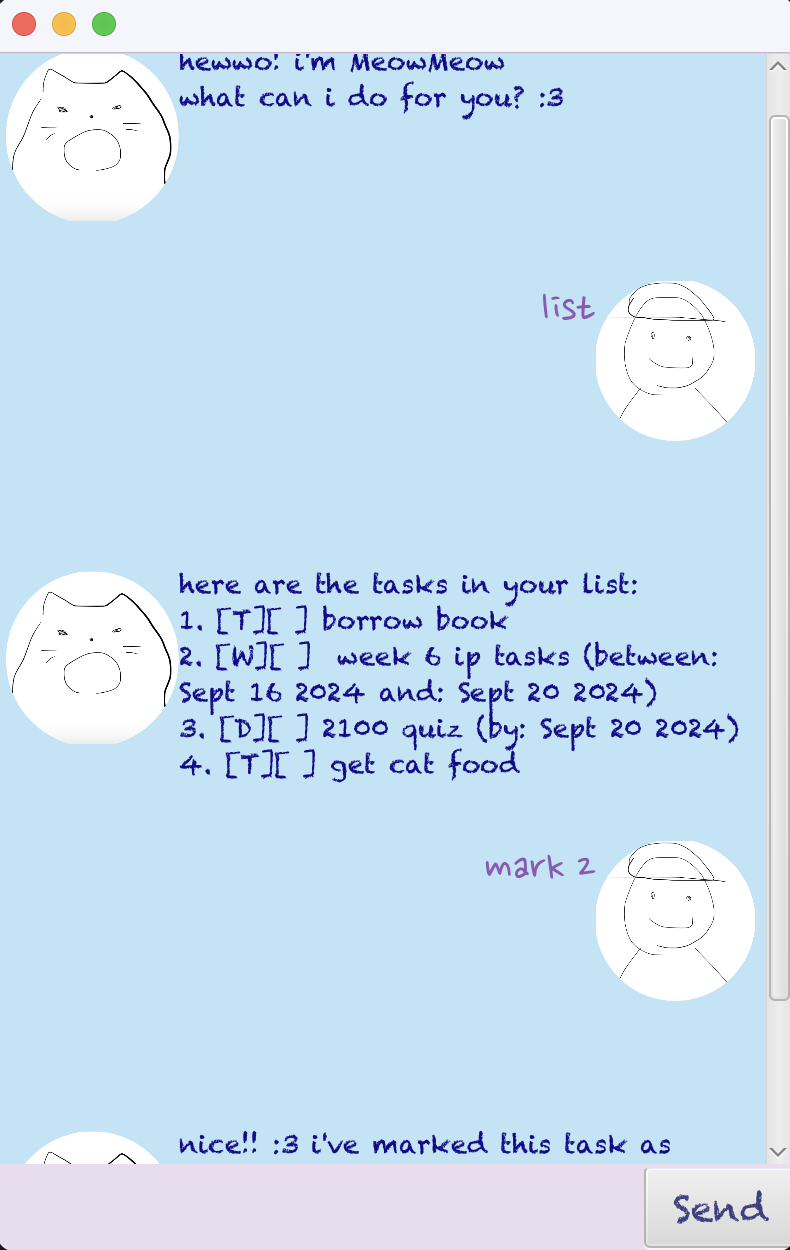 hewwo! i'm MeowMeow
what can i do for you? :3
list
here are the tasks in your list:
1. [T][ ] borrow book
2. [W][ ]  week 6 ip tasks (between:
Sept 16 2024 and: Sept 20 2024)
3. [D][ ] 2100 quiz (by: Sept 20 2024)
4. [T][ ] get cat food
mark 2
nice!! :3 i've marked this task as
Send